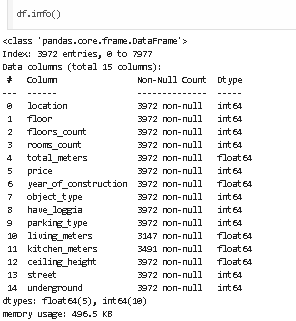 df.info()
<class 'pandas.core.frame.DataFrame'>
Index: 3972 entries, 0 to 7977
Data columns (total 15 columns):
 #   Column                Non-Null Count  Dtype
---  ------                --------------  -----
 0   location              3972 non-null   int64
 1   floor                 3972 non-null   int64
 2   floors_count          3972 non-null   int64
 3   rooms_count           3972 non-null   int64
 4   total_meters          3972 non-null   float64
 5   price                 3972 non-null   int64
 6   year_of_construction  3972 non-null   float64
 7   object_type           3972 non-null   int64
 8   have_loggia           3972 non-null   int64
 9   parking_type          3972 non-null   int64
 10  living_meters         3147 non-null   float64
 11  kitchen_meters        3491 non-null   float64
 12  ceiling_height        3972 non-null   float64
 13  street                3972 non-null   int64
 14  underground           3972 non-null   int64
dtypes: float64(5), int64(10)
memory usage: 496.5 KB